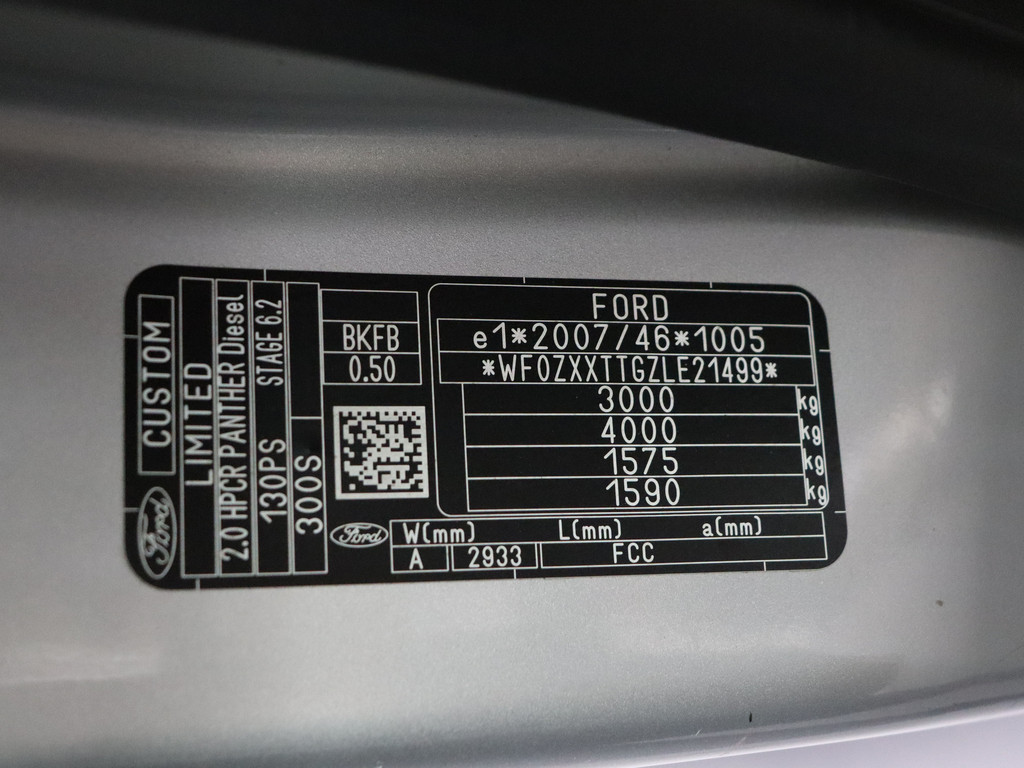 CUSTOM
LIMITED
2.0 HPCR PANTHER Diesel
130PS STAGE 6.2
300S
Ford
BKFB
0.50
FORD
e1*2007/46*1005
*WF0ZXXTTGZLE21499*
3000 kg
4000 kg
1575 kg
1590 kg
Ford
W(mm) L(mm) a(mm)
A 2933 FCC